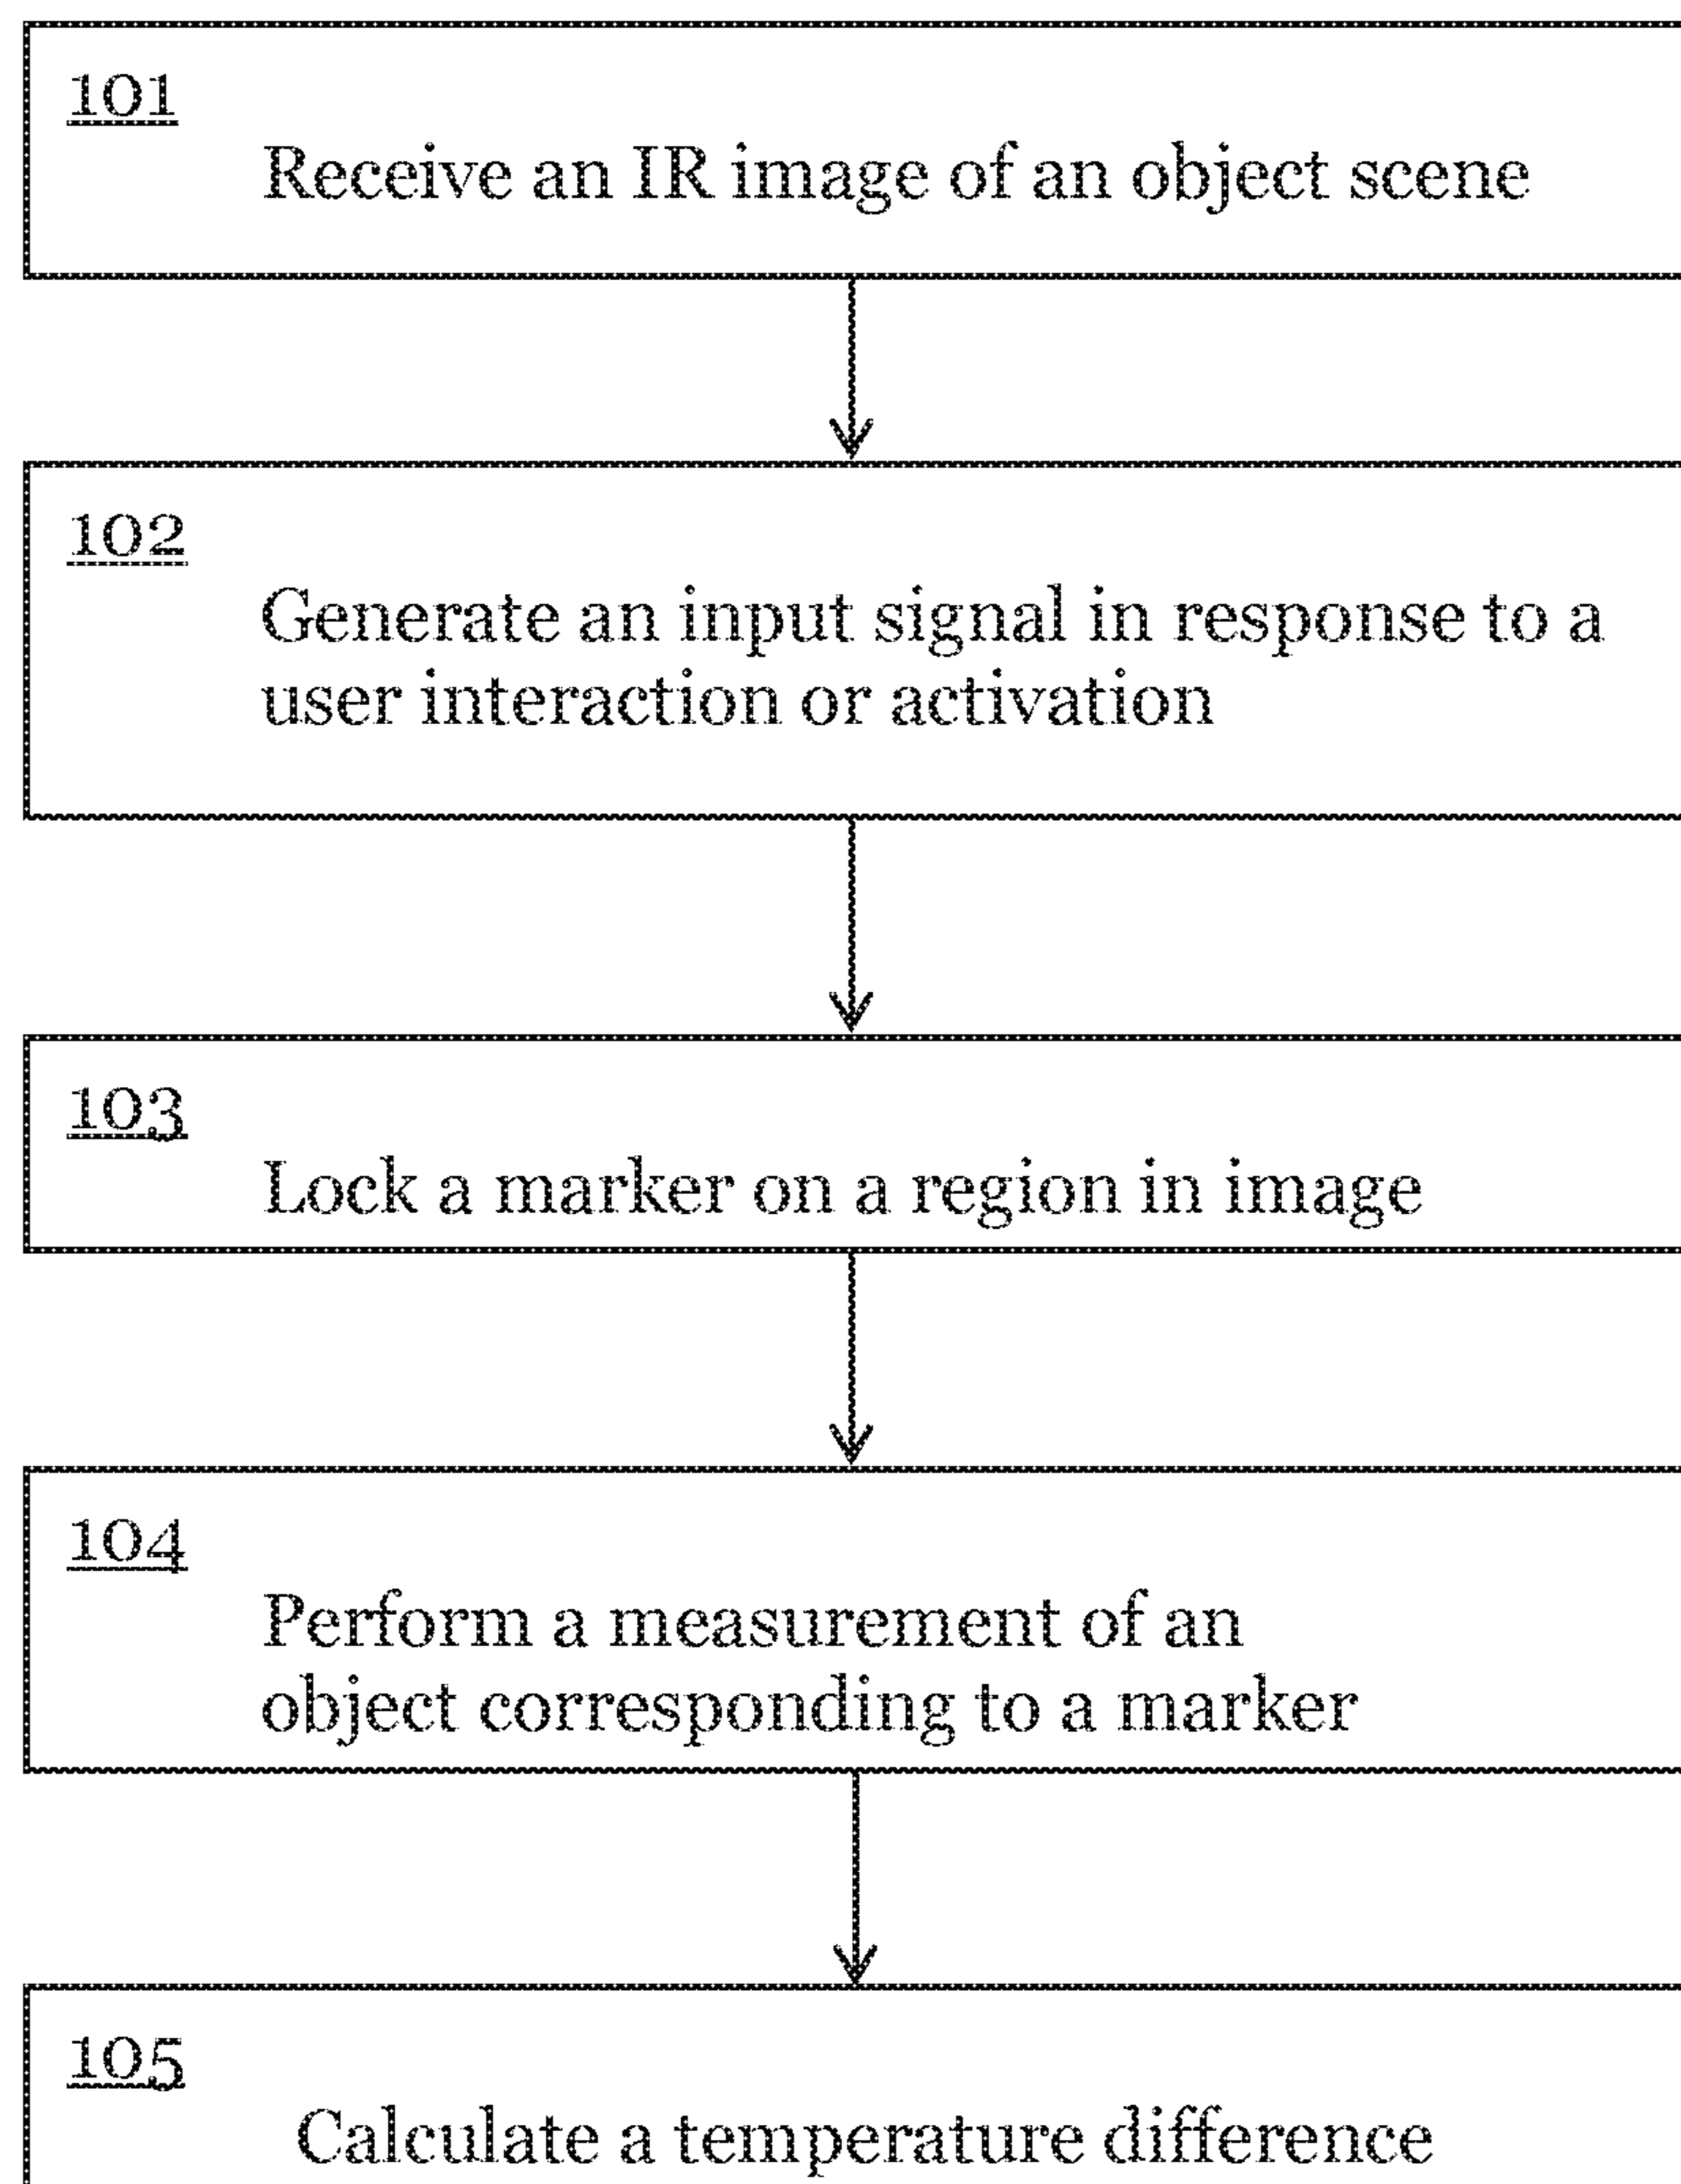 101
Receive an IR image of an object scene
102
Generate an input signal in response to a
user interaction or activation
103
Lock a marker on a region in image
104
Perform a measurement of an
object corresponding to a marker
105
Calculate a temperature difference